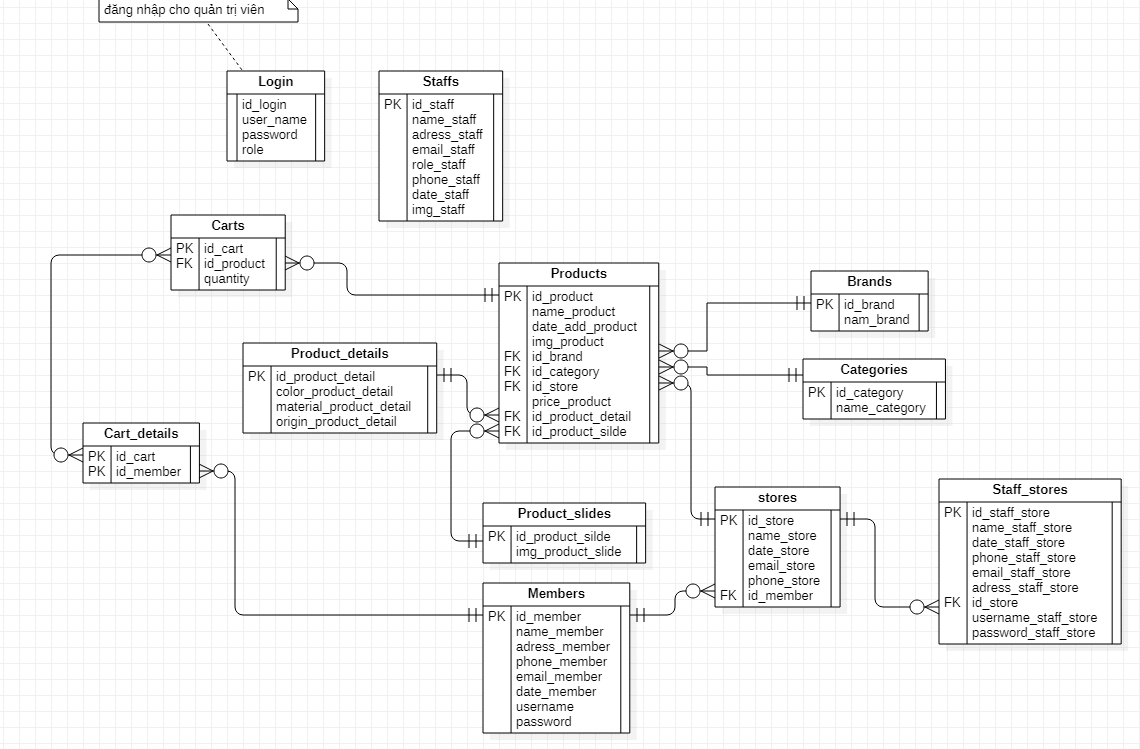 đăng nhập cho quản trị viên
Login
id_login
user_name
password
role
Staffs
PK id_staff
name_staff
adress_staff
email_staff
role_staff
phone_staff
date_staff
img_staff
Carts
PK id_cart
FK id_product
quantity
Products
PK id_product
name_product
date_add_product
img_product
FK id_brand
FK id_category
FK id_store
price_product
FK id_product_detail
FK id_product_silde
Brands
PK id_brand
nam_brand
Product_details
PK id_product_detail
color_product_detail
material_product_detail
origin_product_detail
Categories
PK id_category
name_category
Cart_details
PK id_cart
PK id_member
Product_slides
PK id_product_silde
img_product_slide
stores
PK id_store
name_store
date_store
email_store
phone_store
FK id_member
Staff_stores
PK id_staff_store
name_staff_store
date_staff_store
phone_staff_store
email_staff_store
adress_staff_store
FK id_store
username_staff_store
password_staff_store
Members
PK id_member
name_member
adress_member
phone_member
email_member
date_member
username
password